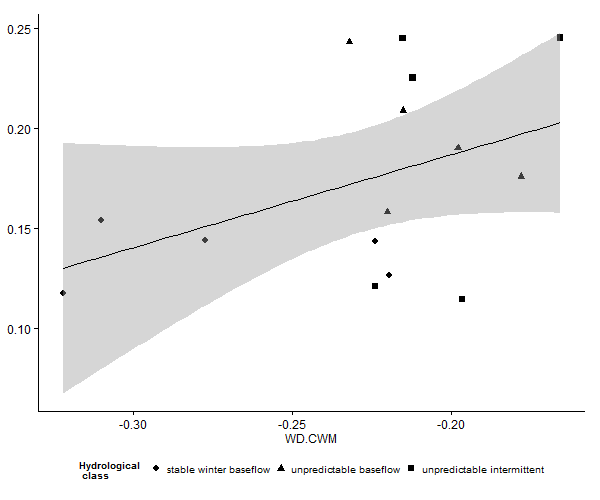 0.25
0.20
0.15
0.10
-0.30 -0.25 -0.20
WD.CWM
Hydrological
class
stable winter baseflow unpredictable baseflow unpredictable intermittent